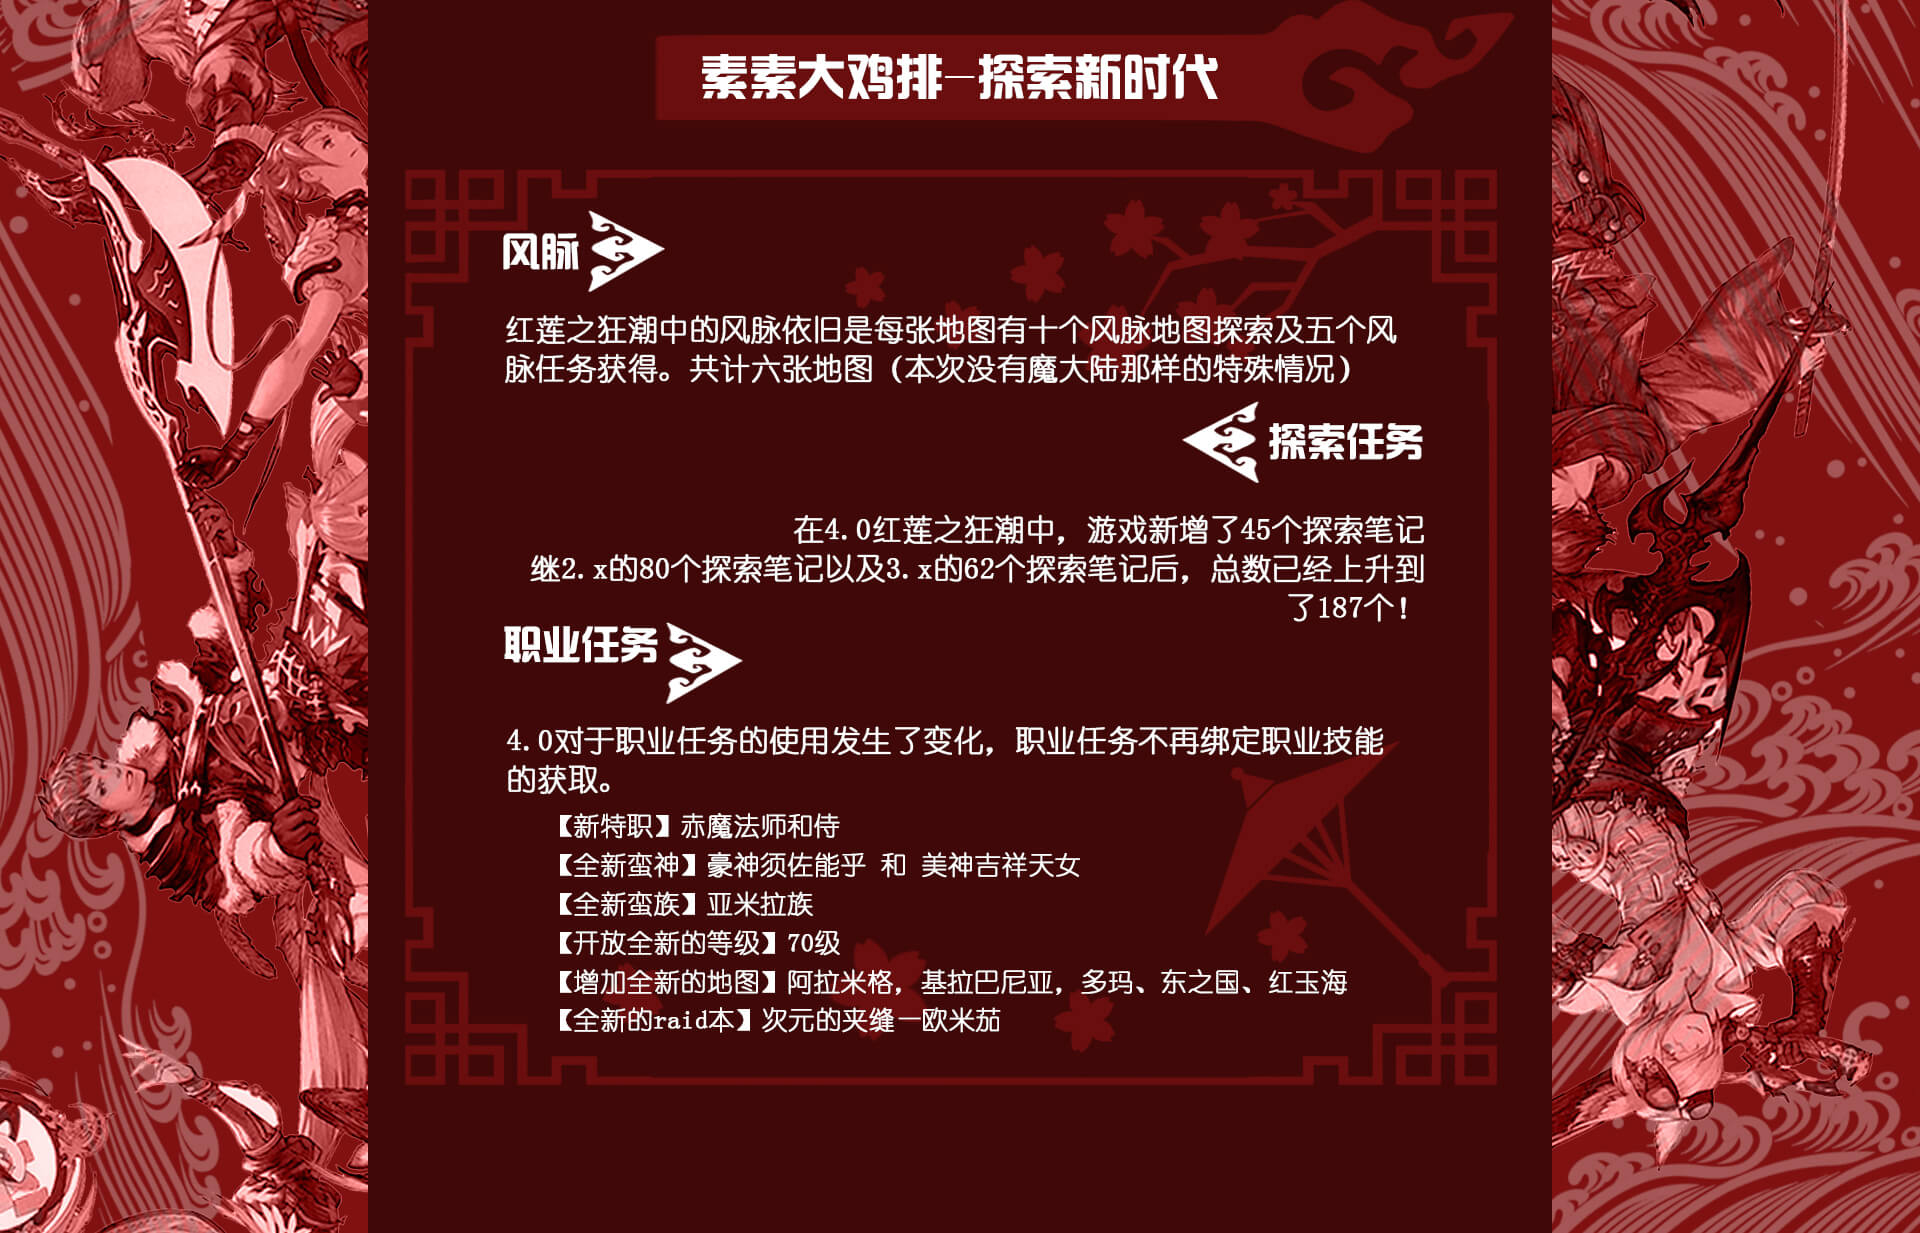 素素大鸡排—探索新时代
风脉
红莲之狂潮中的风脉依旧是每张地图有十个风脉地图探索及五个风
脉任务获得。共计六张地图（本次没有魔大陆那样的特殊情况）
探索任务
在4.0红莲之狂潮中，游戏新增了45个探索笔记
继2.x的80个探索笔记以及3.x的62个探索笔记后，总数已经上升到
了187个！
职业任务
4.0对于职业任务的使用发生了变化，职业任务不再绑定职业技能
的获取。
【新特职】赤魔法师和侍
【全新蛮神】豪神须佐能乎 和 美神吉祥天女
【全新蛮族】亚米拉族
【开放全新的等级】70级
【增加全新的地图】阿拉米格，基拉巴尼亚，多玛、东之国、红玉海
【全新的raid本】次元的夹缝—欧米茄